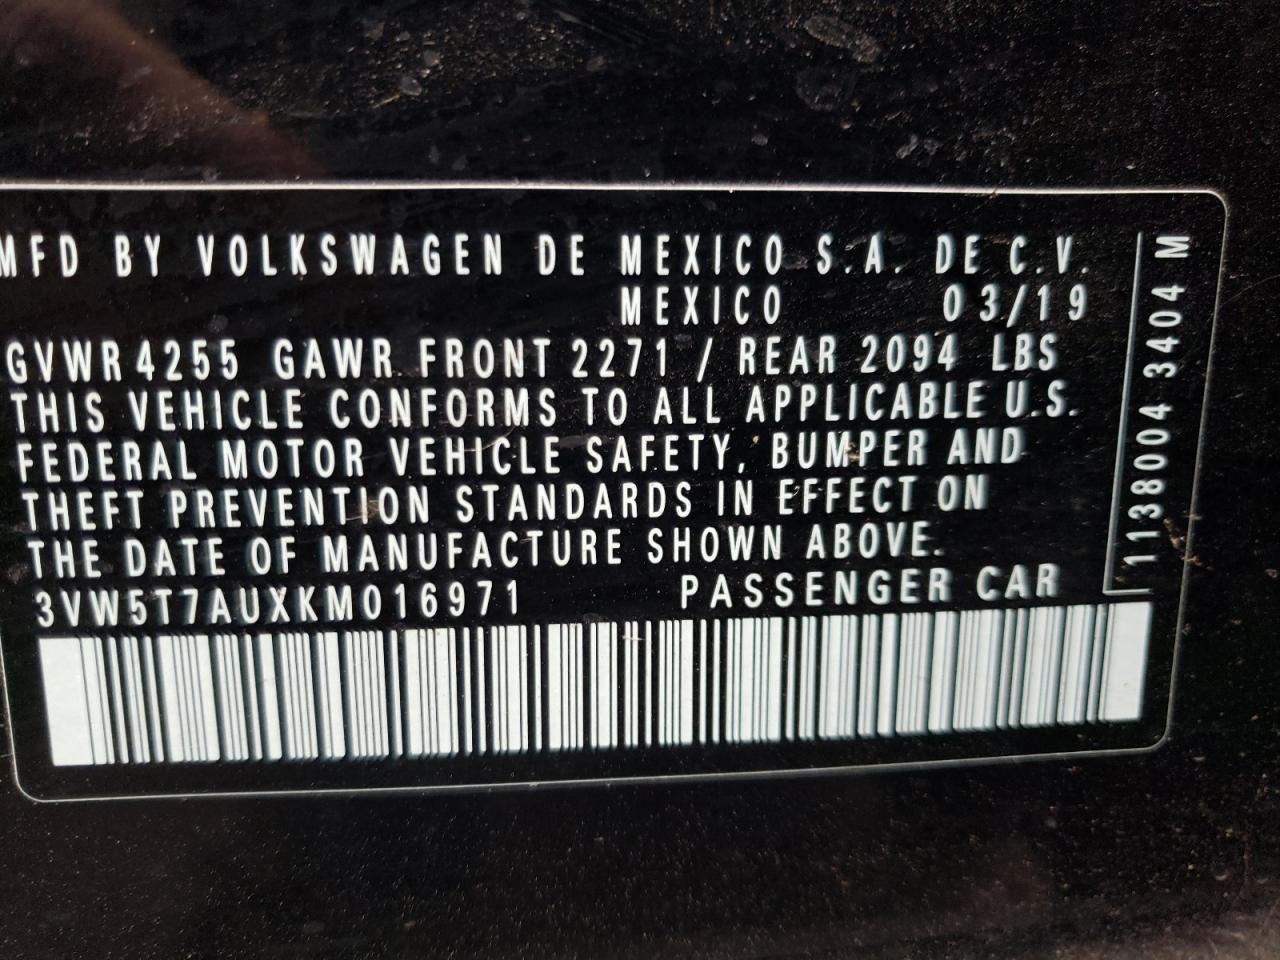 MFD BY VOLKSWAGEN DE MEXICO S.A. DE C.V.
MEXICO 03/19
GVWR 4255 GAWR FRONT 2271 / REAR 2094 LBS
THIS VEHICLE CONFORMS TO ALL APPLICABLE U.S.
FEDERAL MOTOR VEHICLE SAFETY, BUMPER AND
THEFT PREVENTION STANDARDS IN EFFECT ON
THE DATE OF MANUFACTURE SHOWN ABOVE.
3VW5T7AUXKM016971 PASSENGER CAR
1138004 3404 M